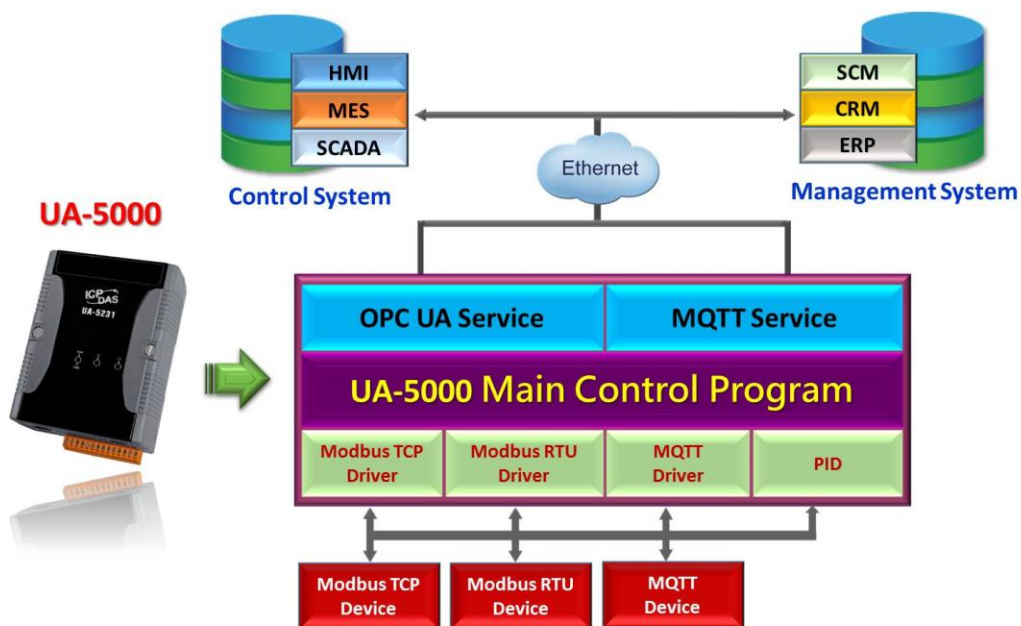 HMI
MES
SCADA
Control System
SCM
CRM
ERP
Management System
Ethernet
UA-5000
ICP
DAS
UA-5231
OPC UA Service
MQTT Service
UA-5000 Main Control Program
Modbus TCP
Driver
Modbus RTU
Driver
MQTT
Driver
PID
Modbus TCP
Device
Modbus RTU
Device
MQTT
Device